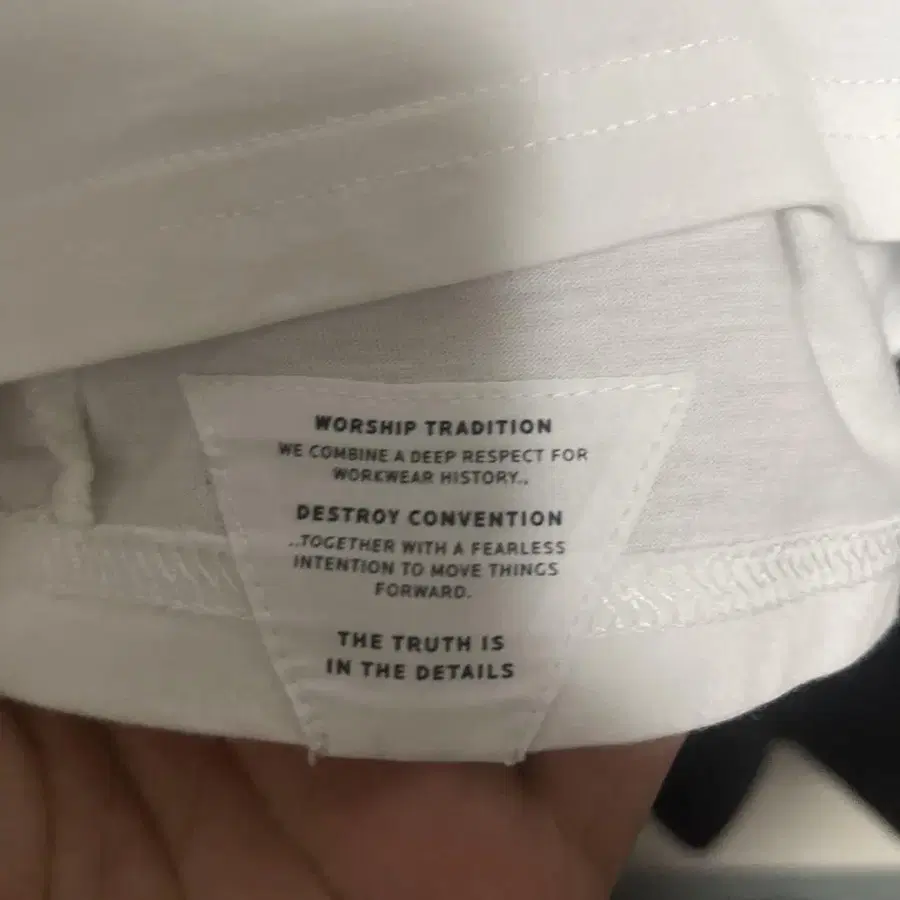 WORSHIP TRADITION
WE COMBINE A DEEP RESPECT FOR
WORKWEAR HISTORY..
DESTROY CONVENTION
..TOGETHER WITH A FEARLESS
INTENTION TO MOVE THINGS
FORWARD.
THE TRUTH IS
IN THE DETAILS